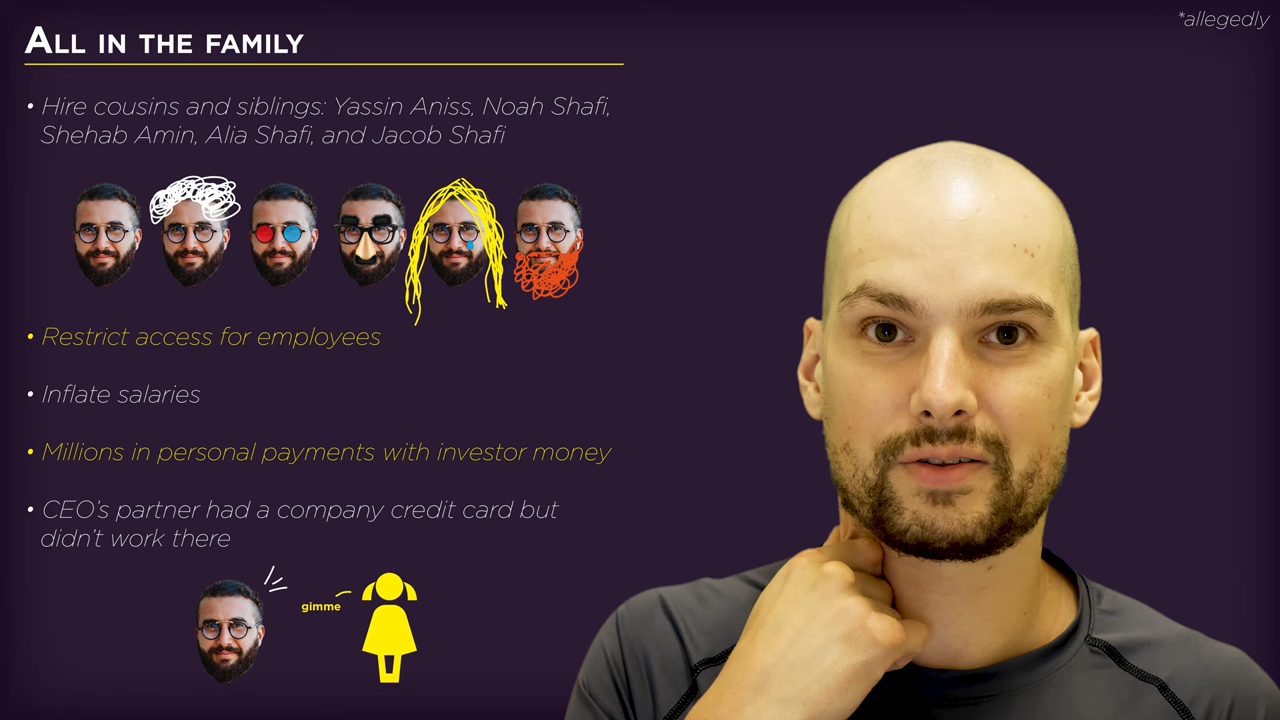 *allegedly
All in the family
• Hire cousins and siblings: Yassin Aniss, Noah Shafi,
Shehab Amin, Alia Shafi, and Jacob Shafi
• Restrict access for employees
• Inflate salaries
• Millions in personal payments with investor money
• CEO's partner had a company credit card but
didn't work there
gimme